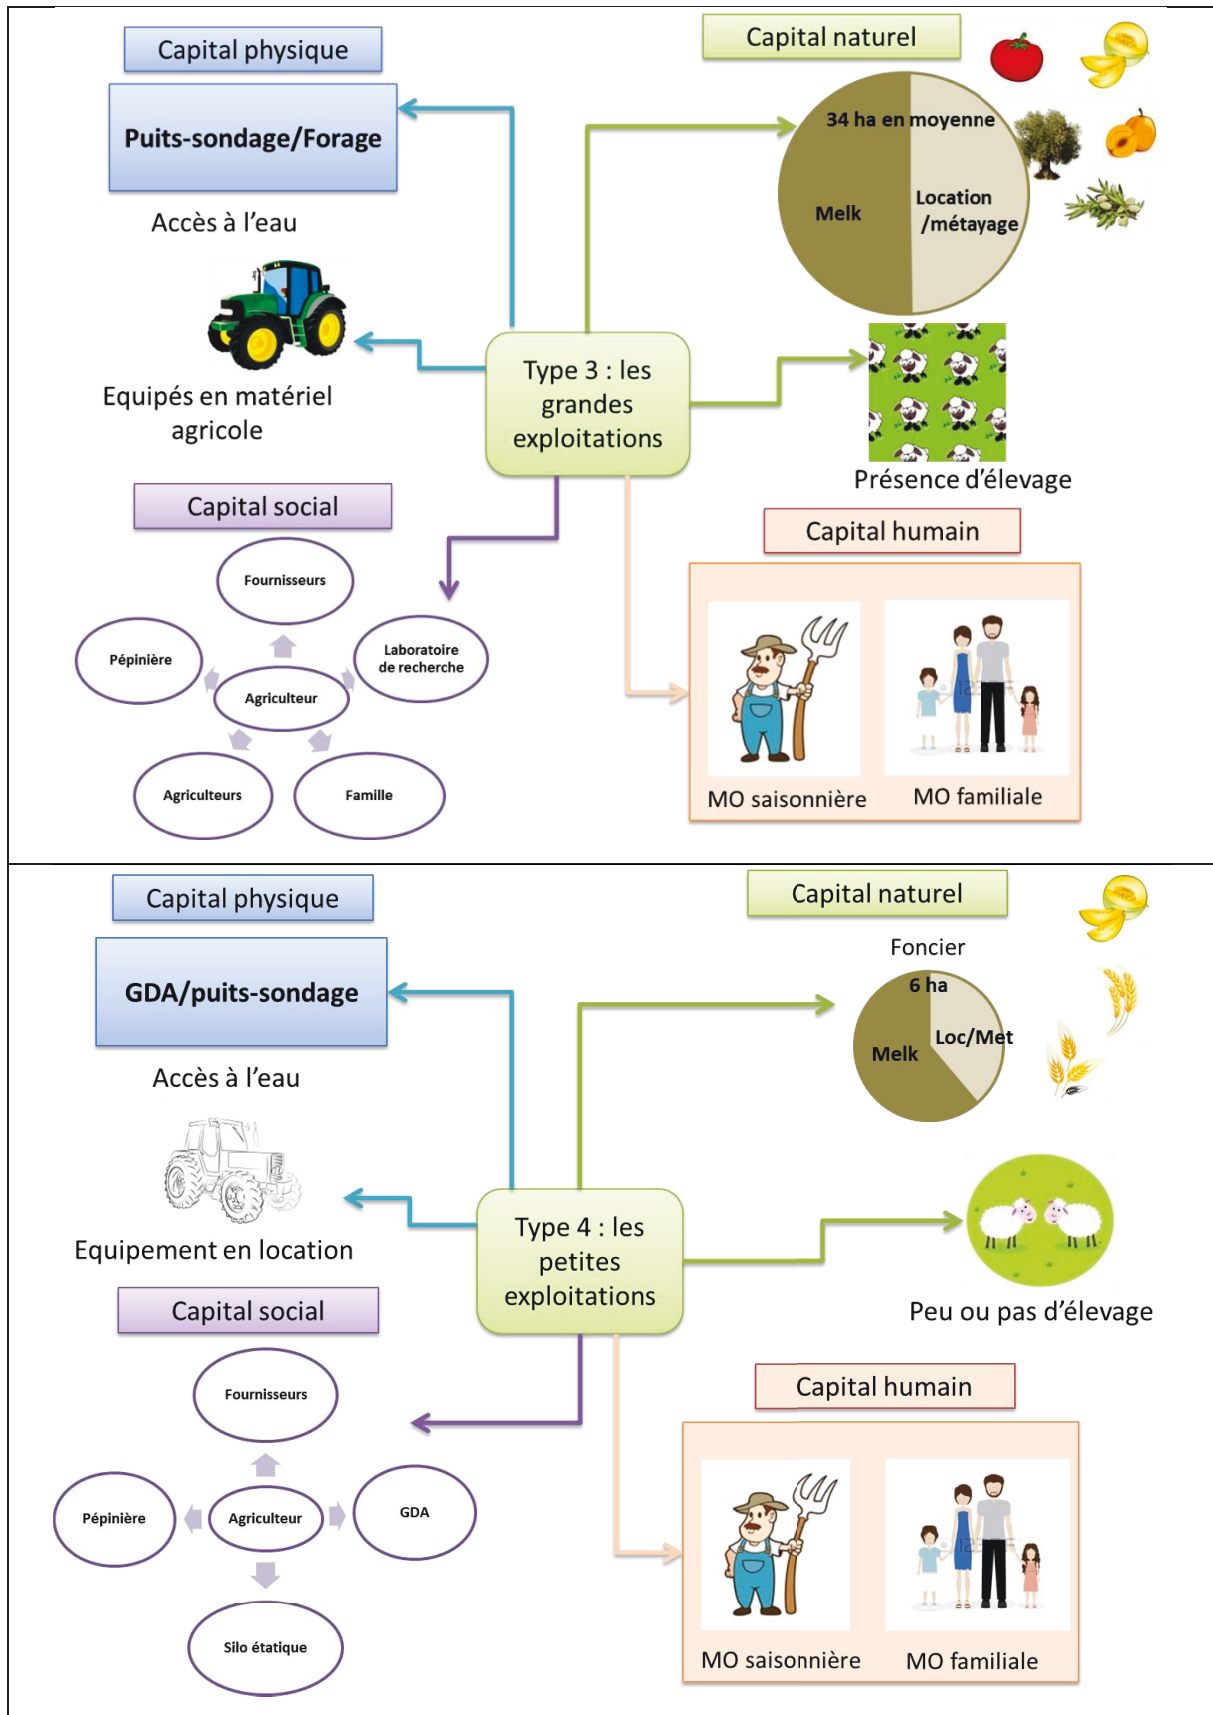 Capital physique
Puits-sondage/Forage
Accès à l'eau
Equipés en matériel
agricole
Capital naturel
34 ha en moyenne
Melk
Location
/métayage
Type 3 : les
grandes
exploitations
Présence d'élevage
Capital social
Fournisseurs
Pépinière
Laboratoire
de recherche
Agriculteur
Agriculteurs
Famille
Capital humain
MO saisonnière
MO familiale
Capital physique
GDA/puits-sondage
Accès à l'eau
Equipement en location
Capital naturel
Foncier
6 ha
Loc/Met
Melk
Type 4 : les
petites
exploitations
Peu ou pas d'élevage
Capital social
Fournisseurs
Pépinière
Agriculteur
GDA
Silo étatique
Capital humain
MO saisonnière
MO familiale